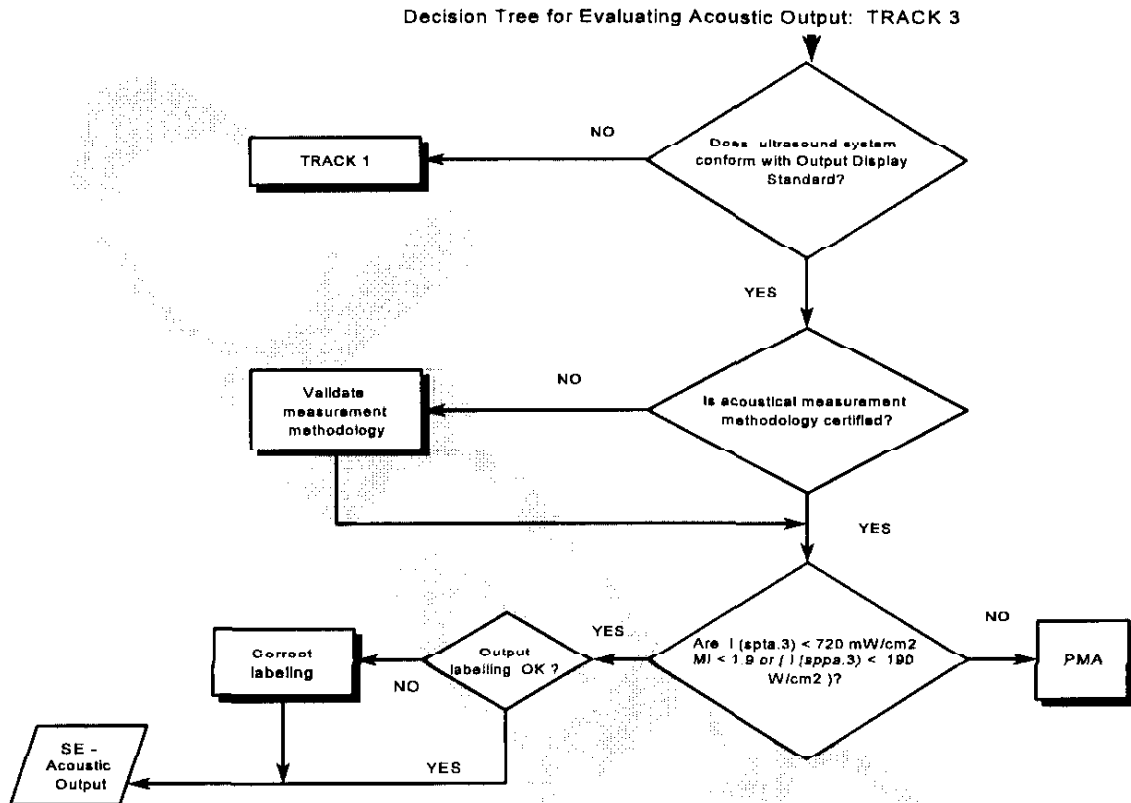 Decision Tree for Evaluating Acoustic Output: TRACK 3
Does ultrasound system
conform with Output Display
Standard?
NO
TRACK 1
YES
Is acoustical measurement
methodology certified?
NO
Validate
measurement
methodology
YES
Are I (spta.3) < 720 mW/cm2
MI < 1.9 or ( I (sppa.3) < 190
W/cm2 )?
NO
PMA
YES
Output
labelling OK ?
NO
Correct
labeling
YES
SE -
Acoustic
Output